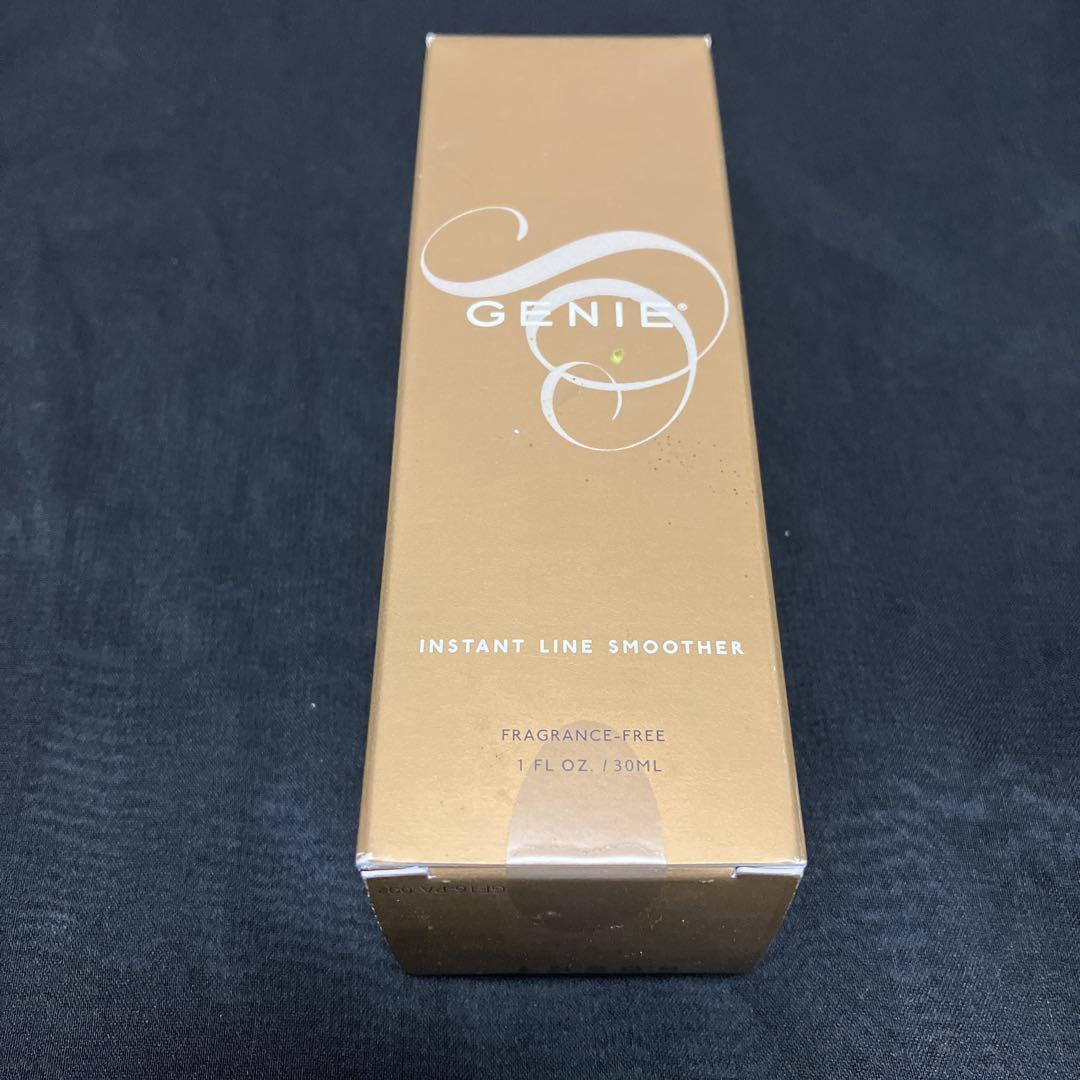 GENIE®
INSTANT LINE SMOOTHER
FRAGRANCE-FREE
1 FL OZ. / 30ML